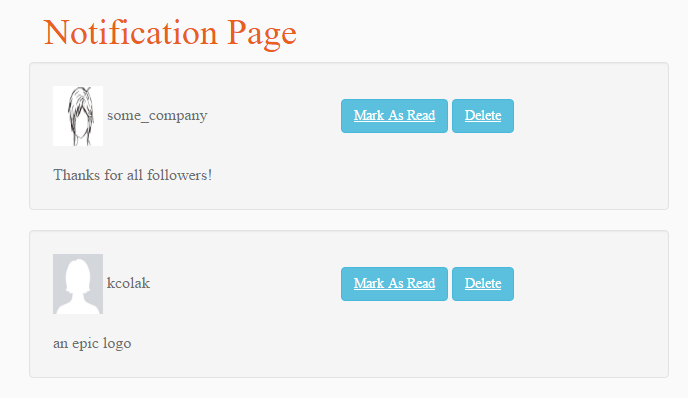 Notification Page
some_company Mark As Read Delete
Thanks for all followers!
kcolak Mark As Read Delete
an epic logo